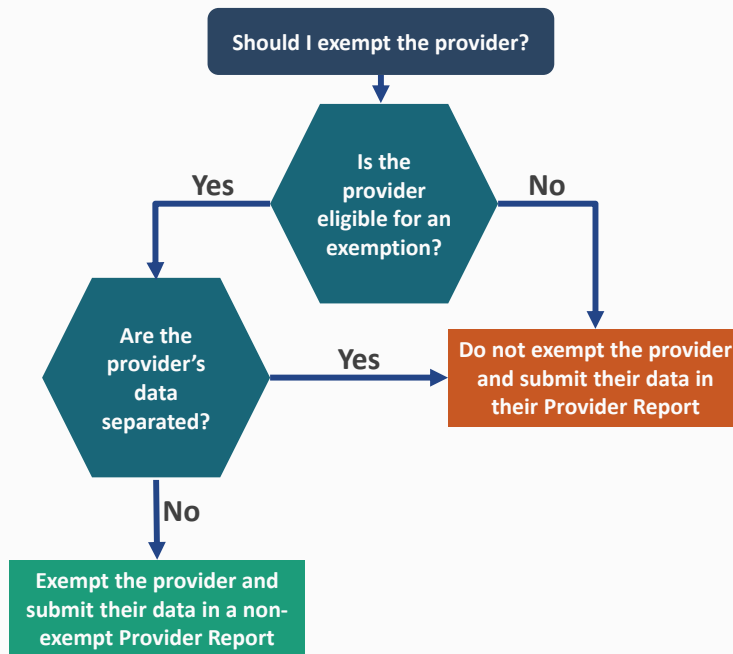 Should I exempt the provider?
Is the
provider
eligible for an
exemption?
Yes
No
Are the
provider's
data
separated?
Yes
Do not exempt the provider
and submit their data in
their Provider Report
No
Exempt the provider and
submit their data in a non-
exempt Provider Report